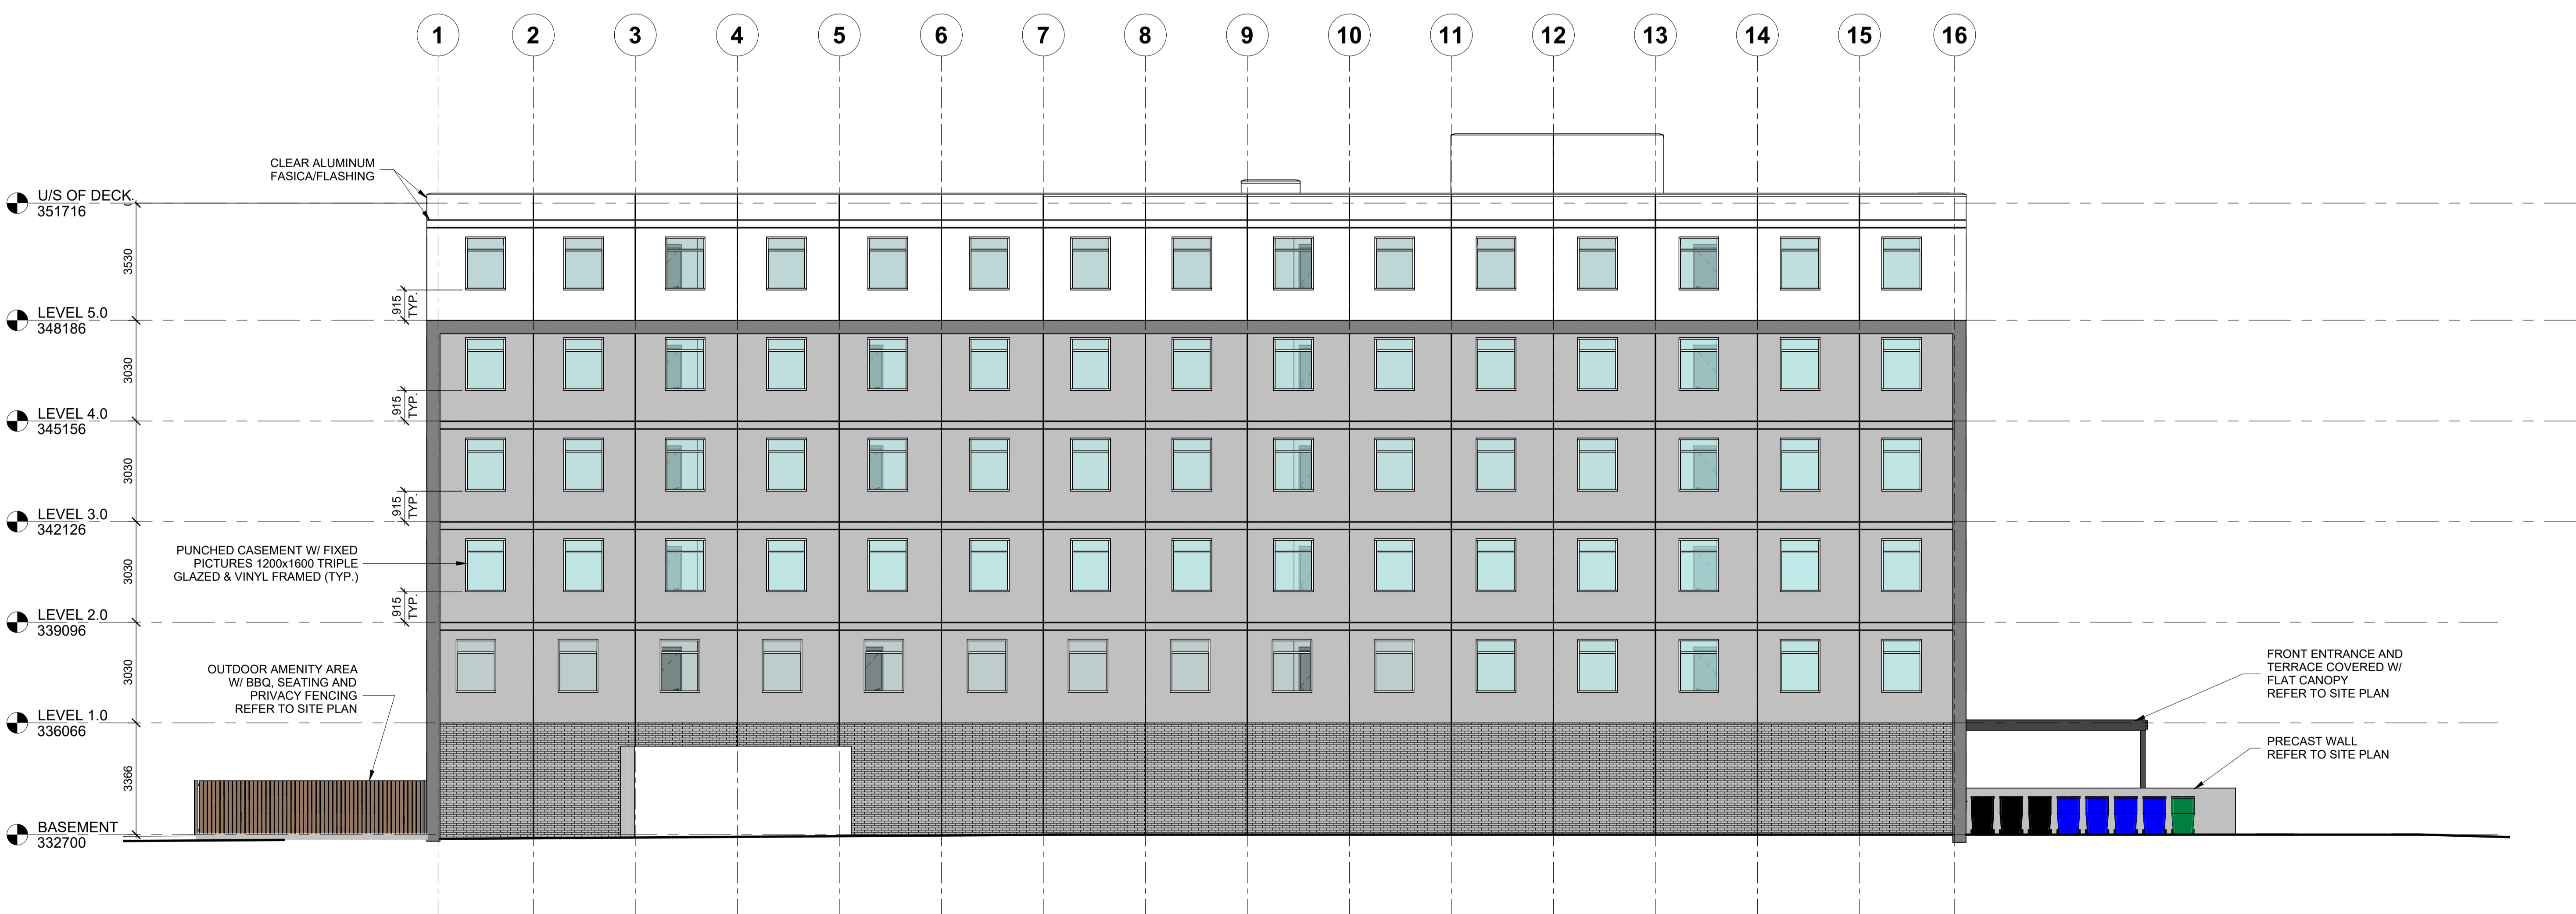 1 2 3 4 5 6 7 8 9 10 11 12 13 14 15 16
CLEAR ALUMINUM
FASICA/FLASHING
U/S OF DECK.
351716
3530
915
TYP.
LEVEL 5.0
348186
3030
915
TYP.
LEVEL 4.0
345156
3030
915
TYP.
LEVEL 3.0
342126
PUNCHED CASEMENT W/ FIXED
PICTURES 1200x1600 TRIPLE
GLAZED & VINYL FRAMED (TYP.)
3030
915
TYP.
LEVEL 2.0
339096
3030
OUTDOOR AMENITY AREA
W/ BBQ, SEATING AND
PRIVACY FENCING
REFER TO SITE PLAN
LEVEL 1.0
336066
3366
BASEMENT
332700
FRONT ENTRANCE AND
TERRACE COVERED W/
FLAT CANOPY
REFER TO SITE PLAN
PRECAST WALL
REFER TO SITE PLAN